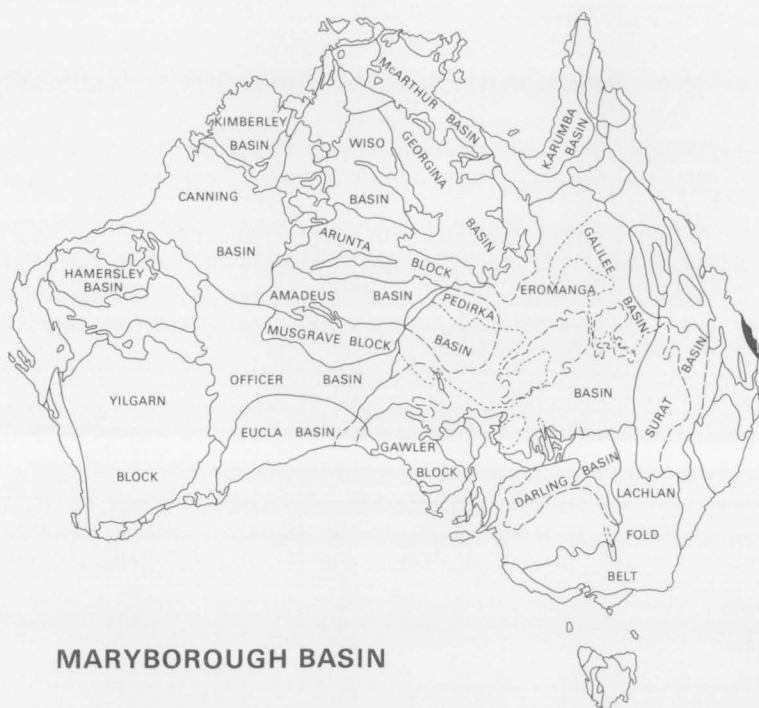 McARTHUR BASIN
KIMBERLEY
BASIN
WISO
BASIN
GEORGINA
BASIN
KARUMBA
BASIN
CANNING
BASIN
ARUNTA
BLOCK
GALILEE
BASIN
HAMERSLEY
BASIN
AMADEUS BASIN
PEDIRKA
BASIN
EROMANGA
BASIN
MUSGRAVE BLOCK
YILGARN
BLOCK
OFFICER BASIN
SURAT BASIN
EUCLA BASIN
GAWLER
BLOCK
DARLING BASIN
LACHLAN
FOLD
BELT
MARYBOROUGH BASIN